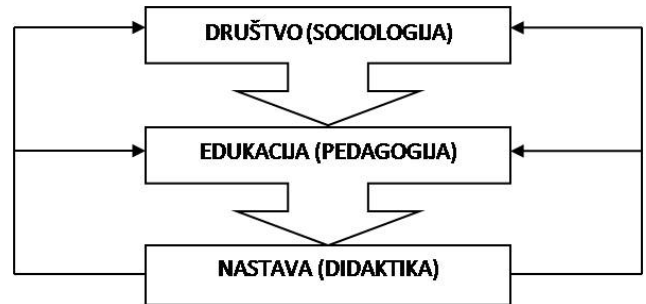 DRUŠTVO (SOCIOLOGIJA)
EDUKACIJA (PEDAGOGIJA)
NASTAVA (DIDAKTIKA)